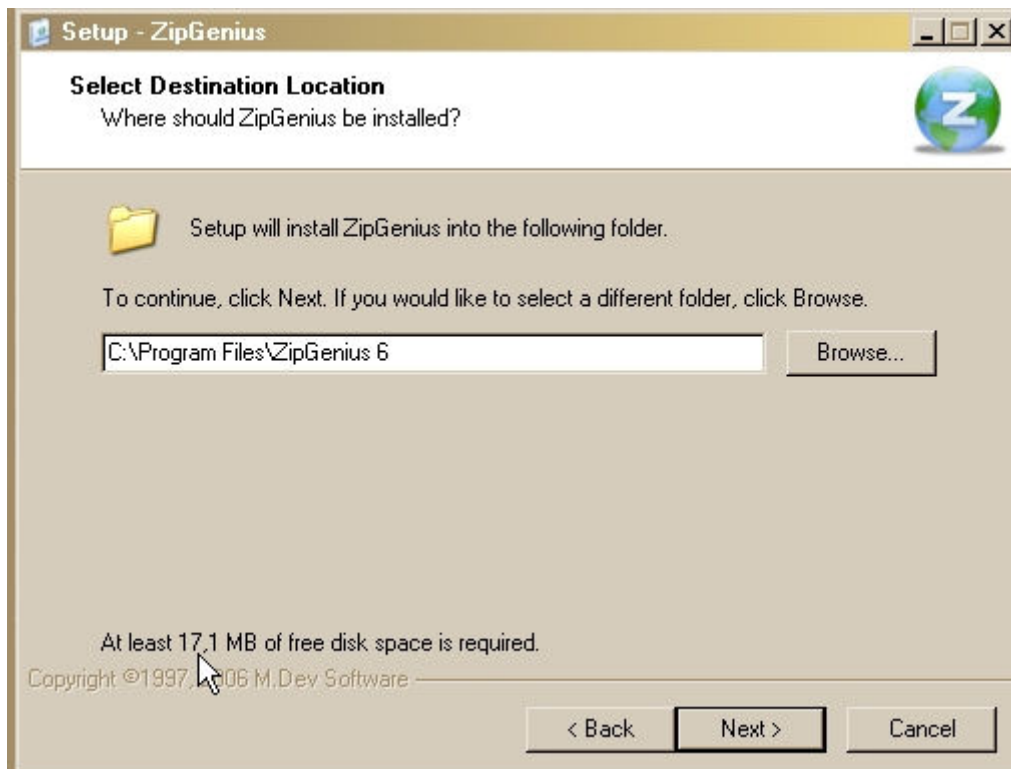 Setup - ZipGenius
Select Destination Location
Where should ZipGenius be installed?
Z
Setup will install ZipGenius into the following folder.
To continue, click Next. If you would like to select a different folder, click Browse.
C:\Program Files\ZipGenius 6
Browse...
At least 17,1 MB of free disk space is required.
Copyright ©1997, M.Dev Software
< Back
Next >
Cancel